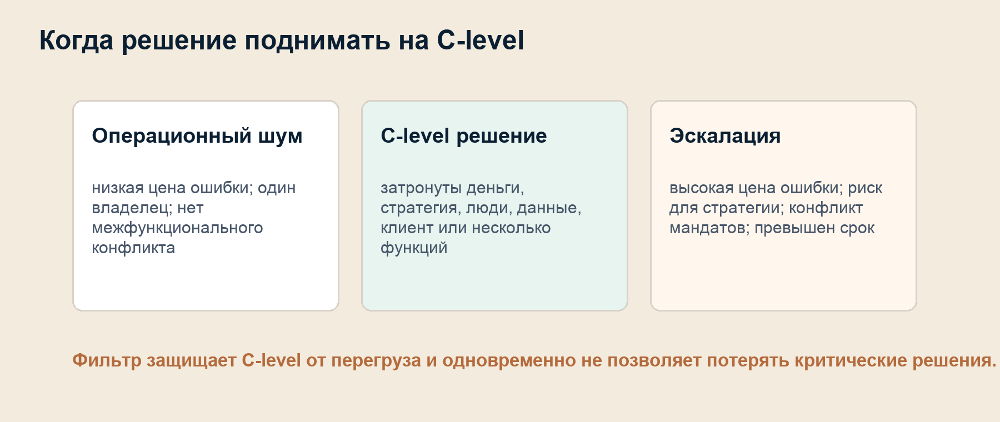 Когда решение поднимать на C-level
Операционный шум
низкая цена ошибки; один
владелец; нет
межфункционального
конфликта
C-level решение
затронуты деньги,
стратегия, люди, данные,
клиент или несколько
функций
Эскалация
высокая цена ошибки; риск
для стратегии; конфликт
мандатов; превышен срок
Фильтр защищает C-level от перегруза и одновременно не позволяет потерять критические решения.